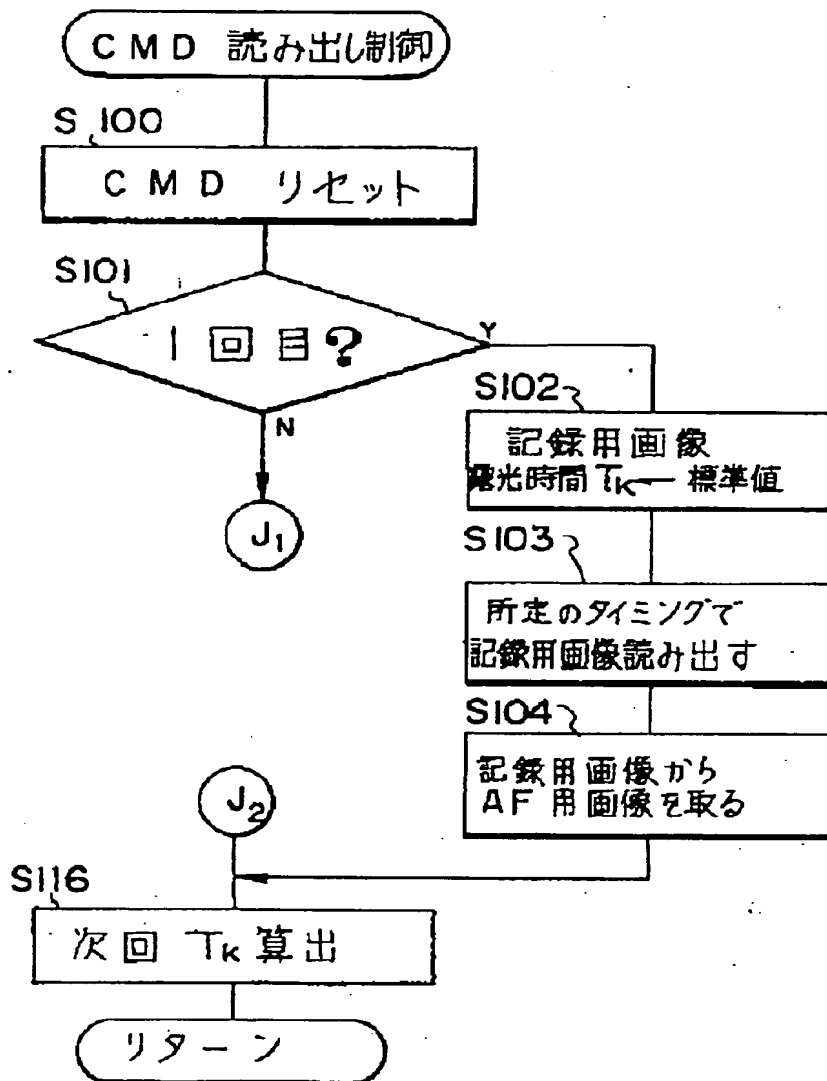 CMD 読み出し制御
S100
CMD リセット
S101
1回目?
Y
N
J1
S102
記録用画像
露光時間 TK ← 標準値
S103
所定のタイミングで
記録用画像読み出す
S104
記録用画像から
AF用画像を取る
J2
S116
次回 TK 算出
リターン